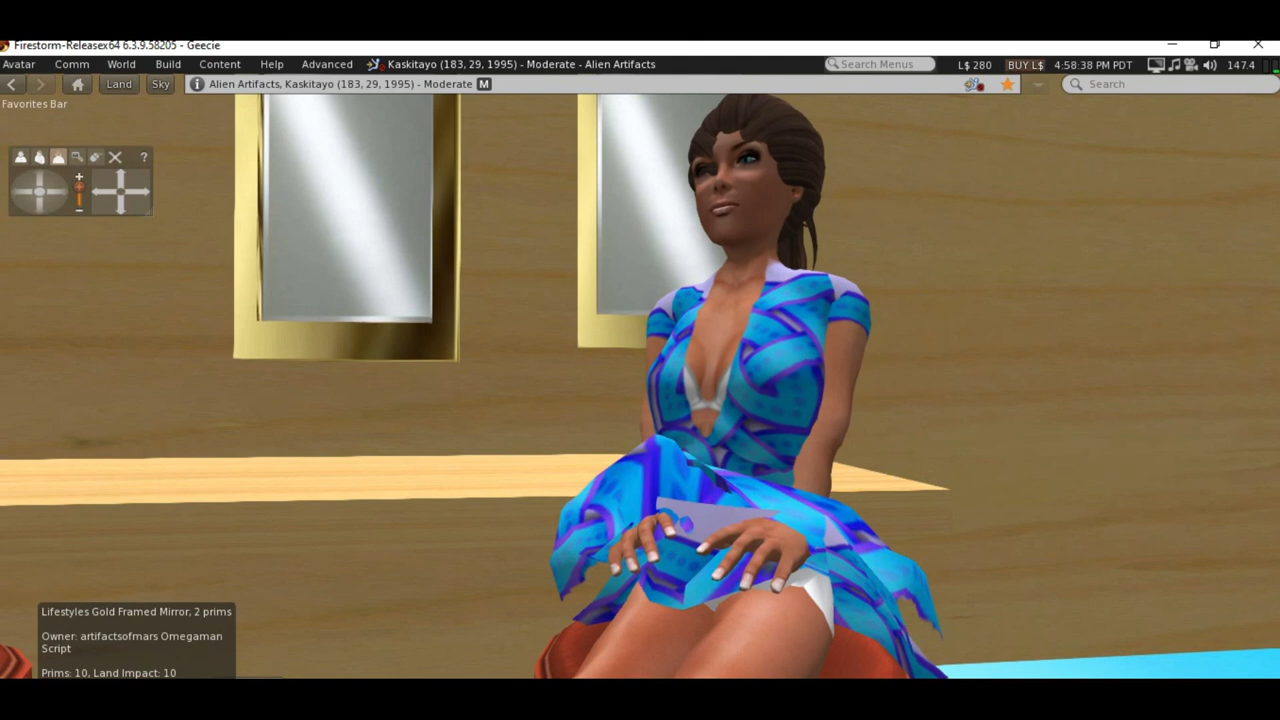 Firestorm-Releasex64 6.3.9.58205 - Geecie
Avatar Comm World Build Content Help Advanced Kaskitayo (183, 29, 1995) - Moderate - Alien Artifacts Search Menus L$ 280 BUY L$ 4:58:38 PM PDT 147.4
Land Sky Alien Artifacts, Kaskitayo (183, 29, 1995) - Moderate M Search
Favorites Bar
?
+
Lifestyles Gold Framed Mirror, 2 prims
Owner: artifactsofmars Omegaman
Script
Prims: 10, Land Impact: 10